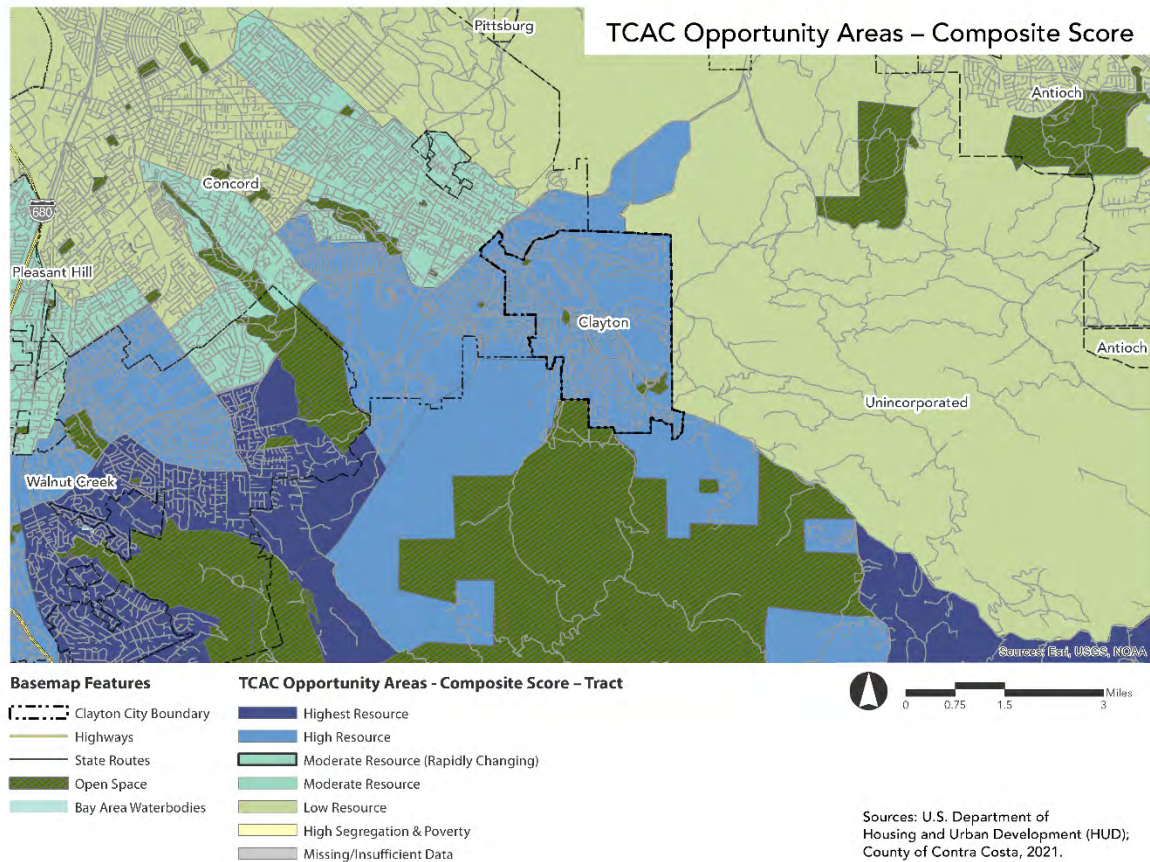 TCAC Opportunity Areas – Composite Score
Pittsburg
Antioch
Concord
680
Pleasant Hill
Clayton
Antioch
Unincorporated
Walnut Creek
Sources: Esri, USGS, NOAA
Basemap Features
Clayton City Boundary
Highways
State Routes
Open Space
Bay Area Waterbodies
TCAC Opportunity Areas - Composite Score – Tract
Highest Resource
High Resource
Moderate Resource (Rapidly Changing)
Moderate Resource
Low Resource
High Segregation & Poverty
Missing/Insufficient Data
Miles
0 0.75 1.5 3
Sources: U.S. Department of
Housing and Urban Development (HUD);
County of Contra Costa, 2021.